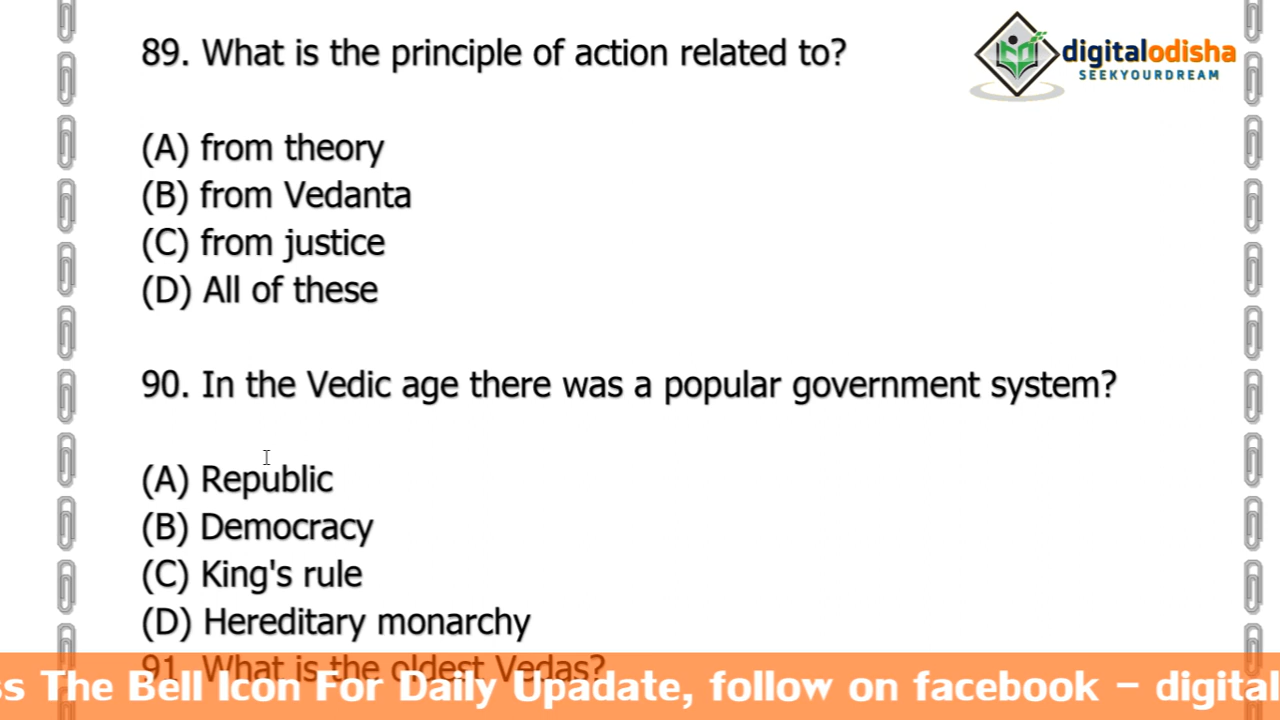 89. What is the principle of action related to?
digitalodisha
SEEKYOURDREAM
(A) from theory
(B) from Vedanta
(C) from justice
(D) All of these
90. In the Vedic age there was a popular government system?
(A) Republic
(B) Democracy
(C) King's rule
(D) Hereditary monarchy
91. What is the oldest Vedas?
The Bell Icon For Daily Upadate, follow on facebook – digital